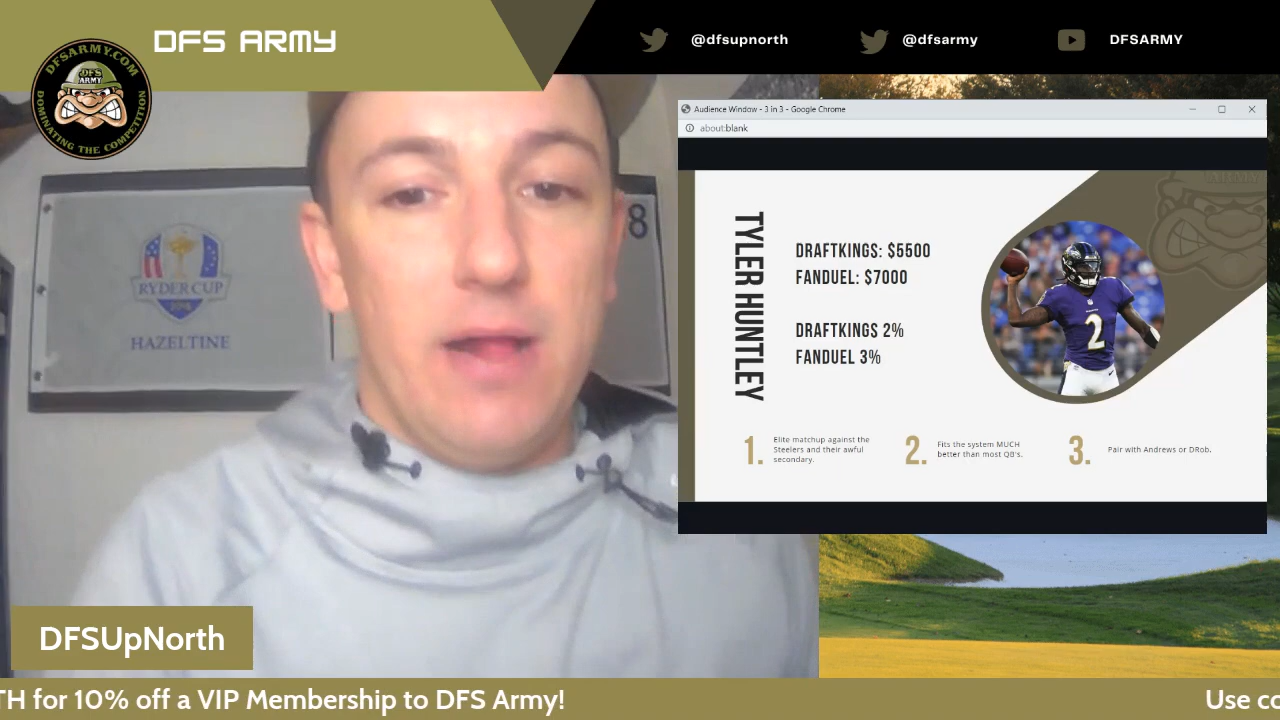 DFS ARMY
@dfsupnorth
@dfsarmy
DFSARMY
DFSARMY.COM
DFS
ARMY
DOMINATING THE COMPETITION
Audience Window - 3 in 3 - Google Chrome
about:blank
TYLER HUNTLEY
DRAFTKINGS: $5500
FANDUEL: $7000
DRAFTKINGS 2%
FANDUEL 3%
2
1.
Elite matchup against the
Steelers and their awful
secondary.
2.
Fits the system MUCH
better than most QB's.
3.
Pair with Andrews or DRob.
RYDER CUP
HAZELTINE
8
DFSUpNorth
TH for 10% off a VIP Membership to DFS Army!
Use co